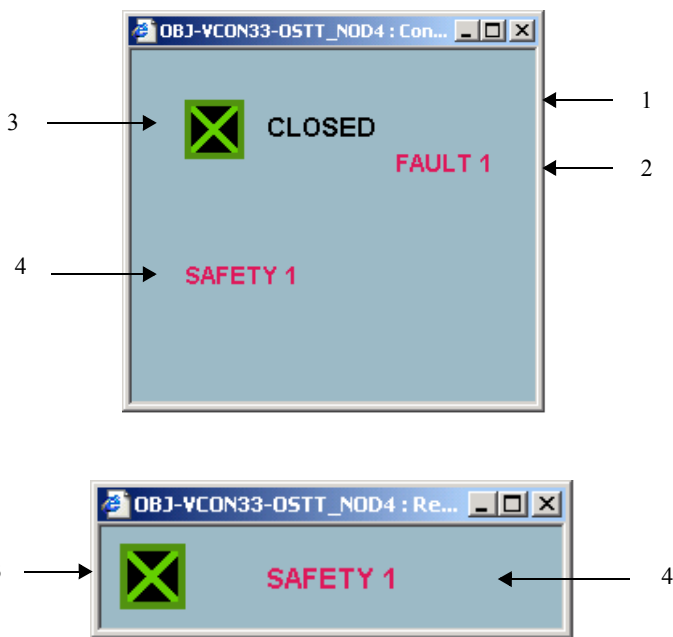 OBJ-VCON33-OSTT_NOD4 : Con...
1
3
CLOSED
FAULT 1
2
4
SAFETY 1
OBJ-VCON33-OSTT_NOD4 : Re...
SAFETY 1
4